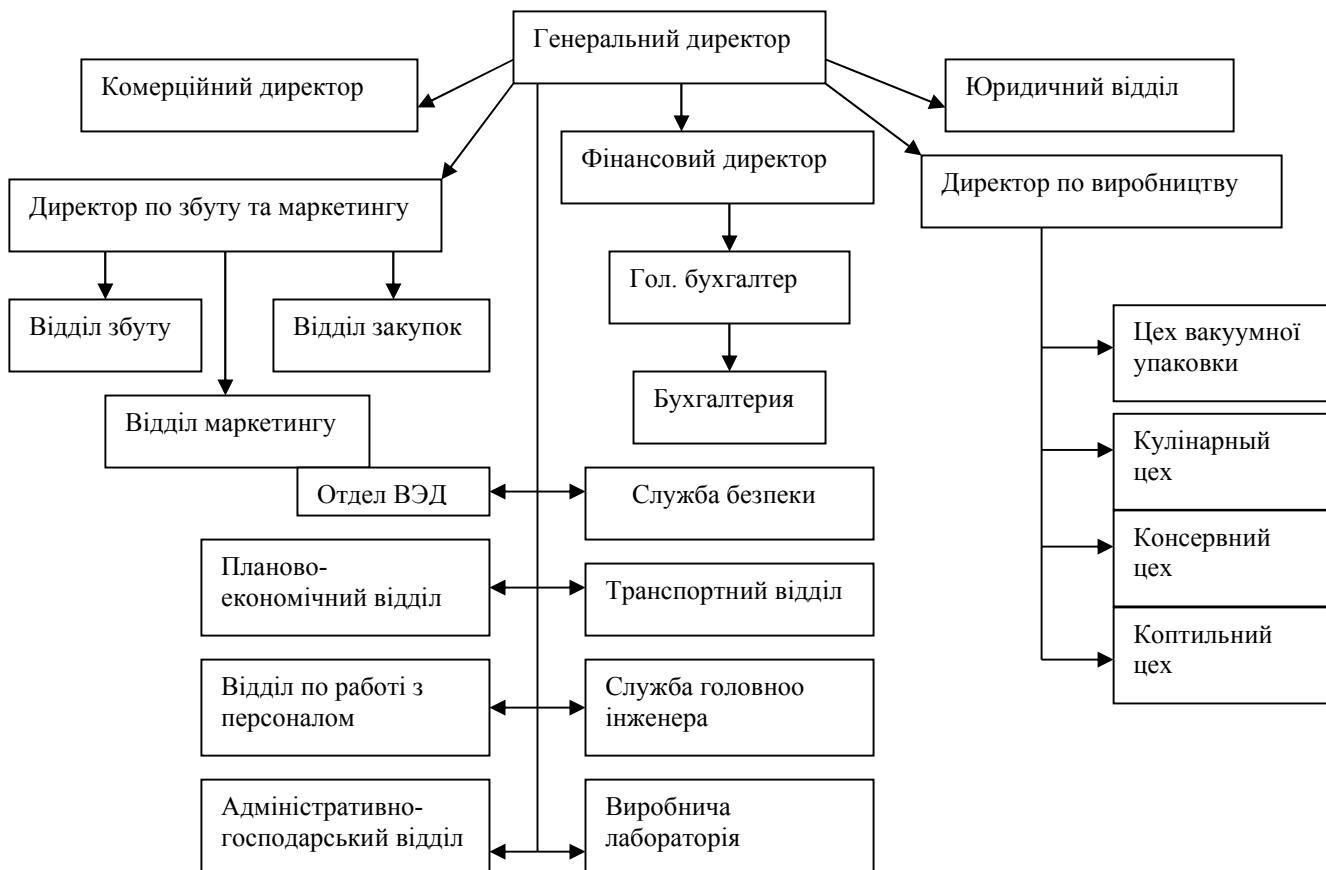 Генеральний директор
Комерційний директор
Юридичний відділ
Фінансовий директор
Директор по виробництву
Директор по збуту та маркетингу
Гол. бухгалтер
Відділ збуту
Відділ закупок
Цех вакуумної
упаковки
Бухгалтерия
Відділ маркетингу
Кулінарный
цех
Отдел ВЭД
Служба безпеки
Консервний
цех
Планово-
економічний відділ
Транспортний відділ
Коптильний
цех
Відділ по работі з
персоналом
Служба головноо
інженера
Адміністративно-
господарський відділ
Виробнича
лабораторія